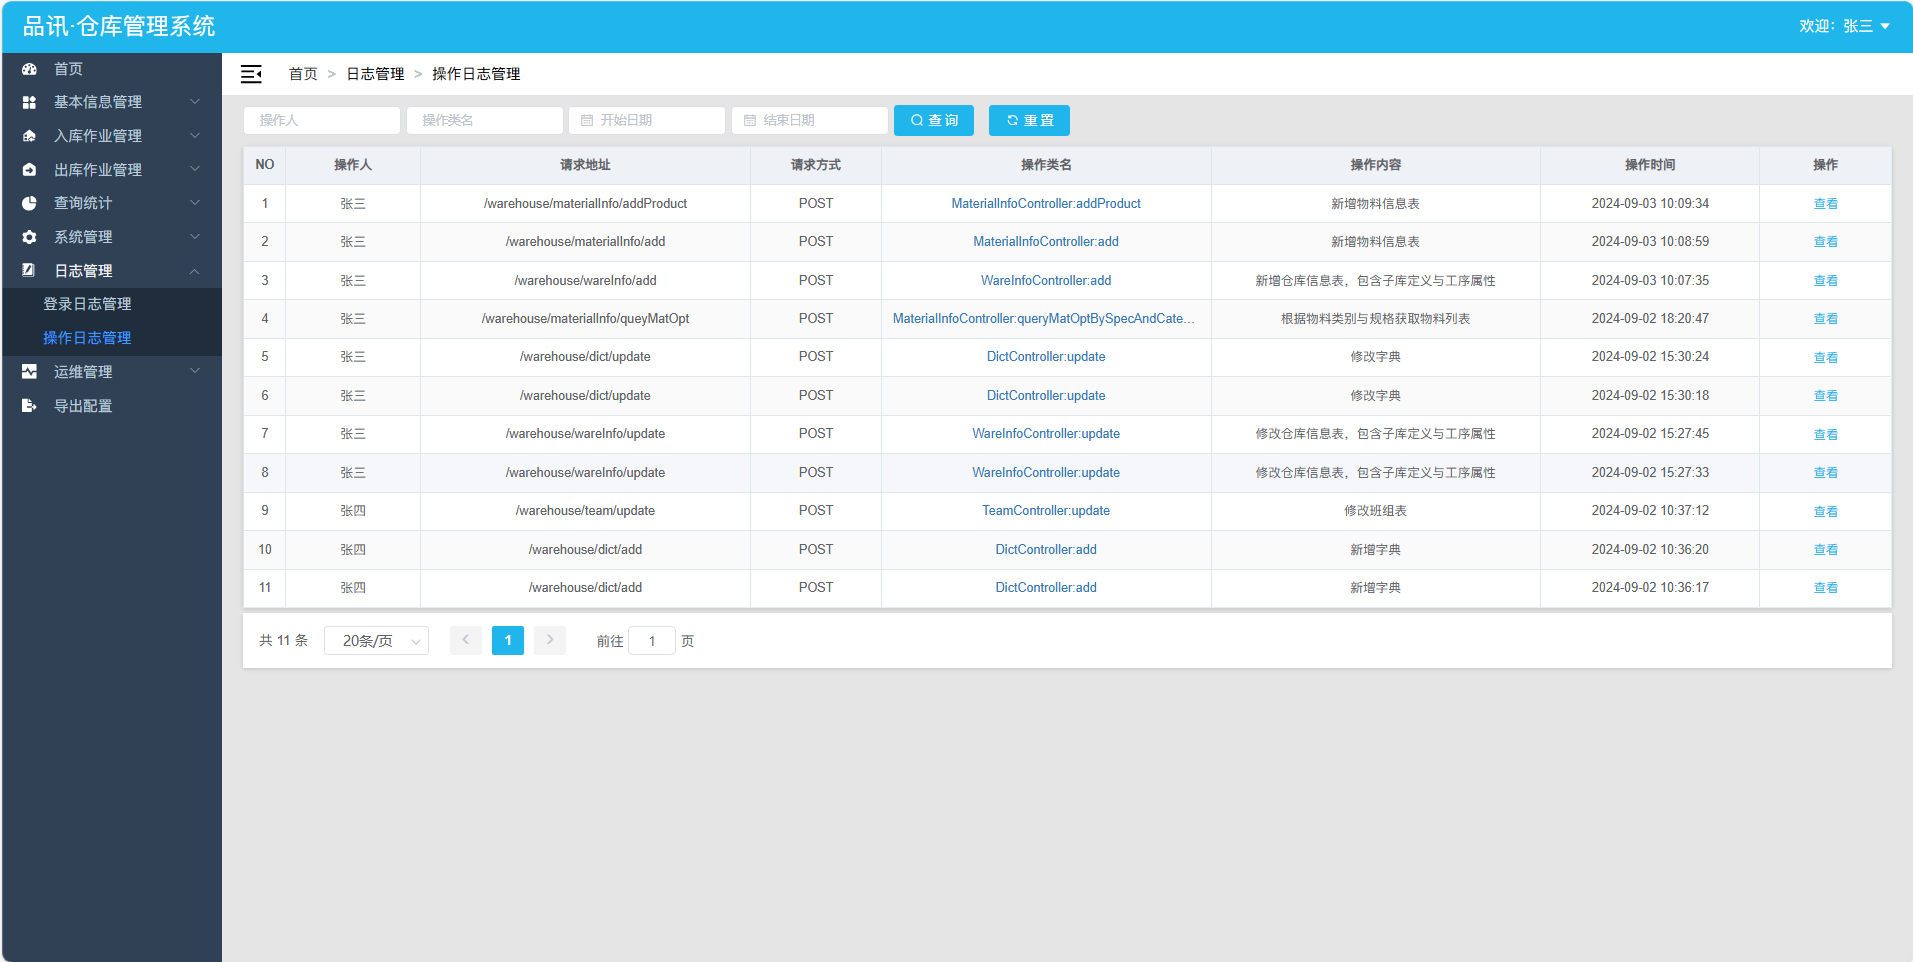 品讯·仓库管理系统
欢迎：张三
首页
基本信息管理
入库作业管理
出库作业管理
查询统计
系统管理
日志管理
登录日志管理
操作日志管理
运维管理
导出配置
首页 > 日志管理 > 操作日志管理
操作人 操作类名 开始日期 结束日期 查询 重置
NO 操作人 请求地址 请求方式 操作类名 操作内容 操作时间 操作
1 张三 /warehouse/materialInfo/addProduct POST MaterialInfoController:addProduct 新增物料信息表 2024-09-03 10:09:34 查看
2 张三 /warehouse/materialInfo/add POST MaterialInfoController:add 新增物料信息表 2024-09-03 10:08:59 查看
3 张三 /warehouse/wareInfo/add POST WareInfoController:add 新增仓库信息表，包含子库定义与工序属性 2024-09-03 10:07:35 查看
4 张三 /warehouse/materialInfo/queyMatOpt POST MaterialInfoController:queryMatOptBySpecAndCate... 根据物料类别与规格获取物料列表 2024-09-02 18:20:47 查看
5 张三 /warehouse/dict/update POST DictController:update 修改字典 2024-09-02 15:30:24 查看
6 张三 /warehouse/dict/update POST DictController:update 修改字典 2024-09-02 15:30:18 查看
7 张三 /warehouse/wareInfo/update POST WareInfoController:update 修改仓库信息表，包含子库定义与工序属性 2024-09-02 15:27:45 查看
8 张三 /warehouse/wareInfo/update POST WareInfoController:update 修改仓库信息表，包含子库定义与工序属性 2024-09-02 15:27:33 查看
9 张四 /warehouse/team/update POST TeamController:update 修改班组表 2024-09-02 10:37:12 查看
10 张四 /warehouse/dict/add POST DictController:add 新增字典 2024-09-02 10:36:20 查看
11 张四 /warehouse/dict/add POST DictController:add 新增字典 2024-09-02 10:36:17 查看
共 11 条 20条/页 1 前往 1 页